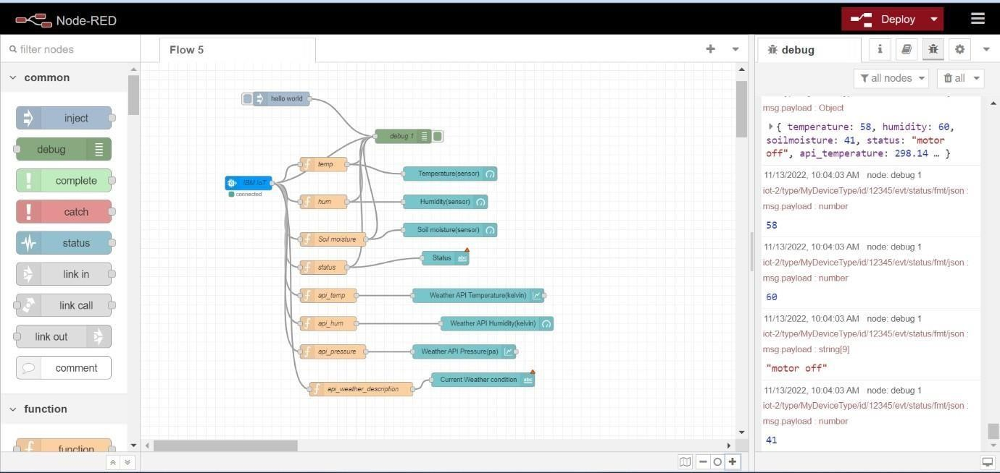 Node-RED
Deploy
filter nodes
common
inject
debug
complete
catch
status
link in
link call
link out
comment
function
function
Flow 5
hello world
debug 1
temp
IBM IoT
connected
Temperature(sensor)
hum
Humidity(sensor)
Soil moisture
Soil moisture(sensor)
status
Status
abc
api_temp
Weather API Temperature(kelvin)
api_hum
Weather API Humidity(kelvin)
api_pressure
Weather API Pressure(pa)
api_weather_description
Current Weather condition
abc
debug
i
all nodes
all
msg.payload : Object
{ temperature: 58, humidity: 60,
soilmoisture: 41, status: "motor
off", api_temperature: 298.14 … }
11/13/2022, 10:04:03 AM node: debug 1
iot-2/type/MyDeviceType/id/12345/evt/status/fmt/json :
msg.payload : number
58
11/13/2022, 10:04:03 AM node: debug 1
iot-2/type/MyDeviceType/id/12345/evt/status/fmt/json :
msg.payload : number
60
11/13/2022, 10:04:03 AM node: debug 1
iot-2/type/MyDeviceType/id/12345/evt/status/fmt/json :
msg.payload : string[9]
"motor off"
11/13/2022, 10:04:03 AM node: debug 1
iot-2/type/MyDeviceType/id/12345/evt/status/fmt/json :
msg.payload : number
41